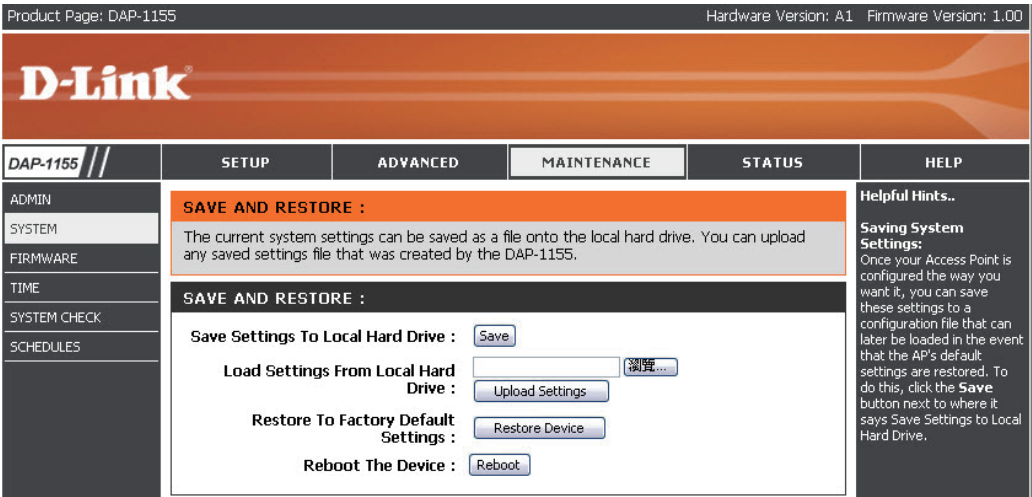 Product Page: DAP-1155
Hardware Version: A1 Firmware Version: 1.00
D-Link®
DAP-1155
SETUP
ADVANCED
MAINTENANCE
STATUS
HELP
ADMIN
SYSTEM
FIRMWARE
TIME
SYSTEM CHECK
SCHEDULES
SAVE AND RESTORE :
The current system settings can be saved as a file onto the local hard drive. You can upload
any saved settings file that was created by the DAP-1155.
SAVE AND RESTORE :
Save Settings To Local Hard Drive :
Save
Load Settings From Local Hard
Drive :
瀏覽...
Upload Settings
Restore To Factory Default
Settings :
Restore Device
Reboot The Device :
Reboot
Helpful Hints..
Saving System
Settings:
Once your Access Point is
configured the way you
want it, you can save
these settings to a
configuration file that can
later be loaded in the event
that the AP's default
settings are restored. To
do this, click the Save
button next to where it
says Save Settings to Local
Hard Drive.